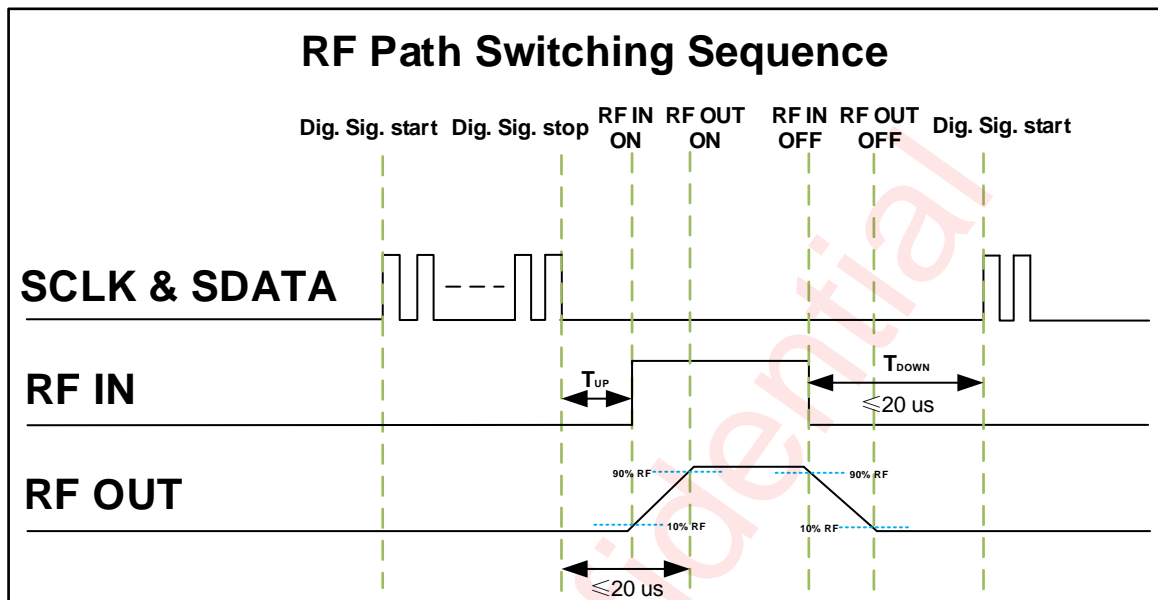 RF Path Switching Sequence
Dig. Sig. start
Dig. Sig. stop
RF IN
ON
RF OUT
ON
RF IN
OFF
RF OUT
OFF
Dig. Sig. start
SCLK & SDATA
RF IN
TUP
TDOWN
≤20 us
RF OUT
90% RF
10% RF
90% RF
10% RF
≤20 us
fidential